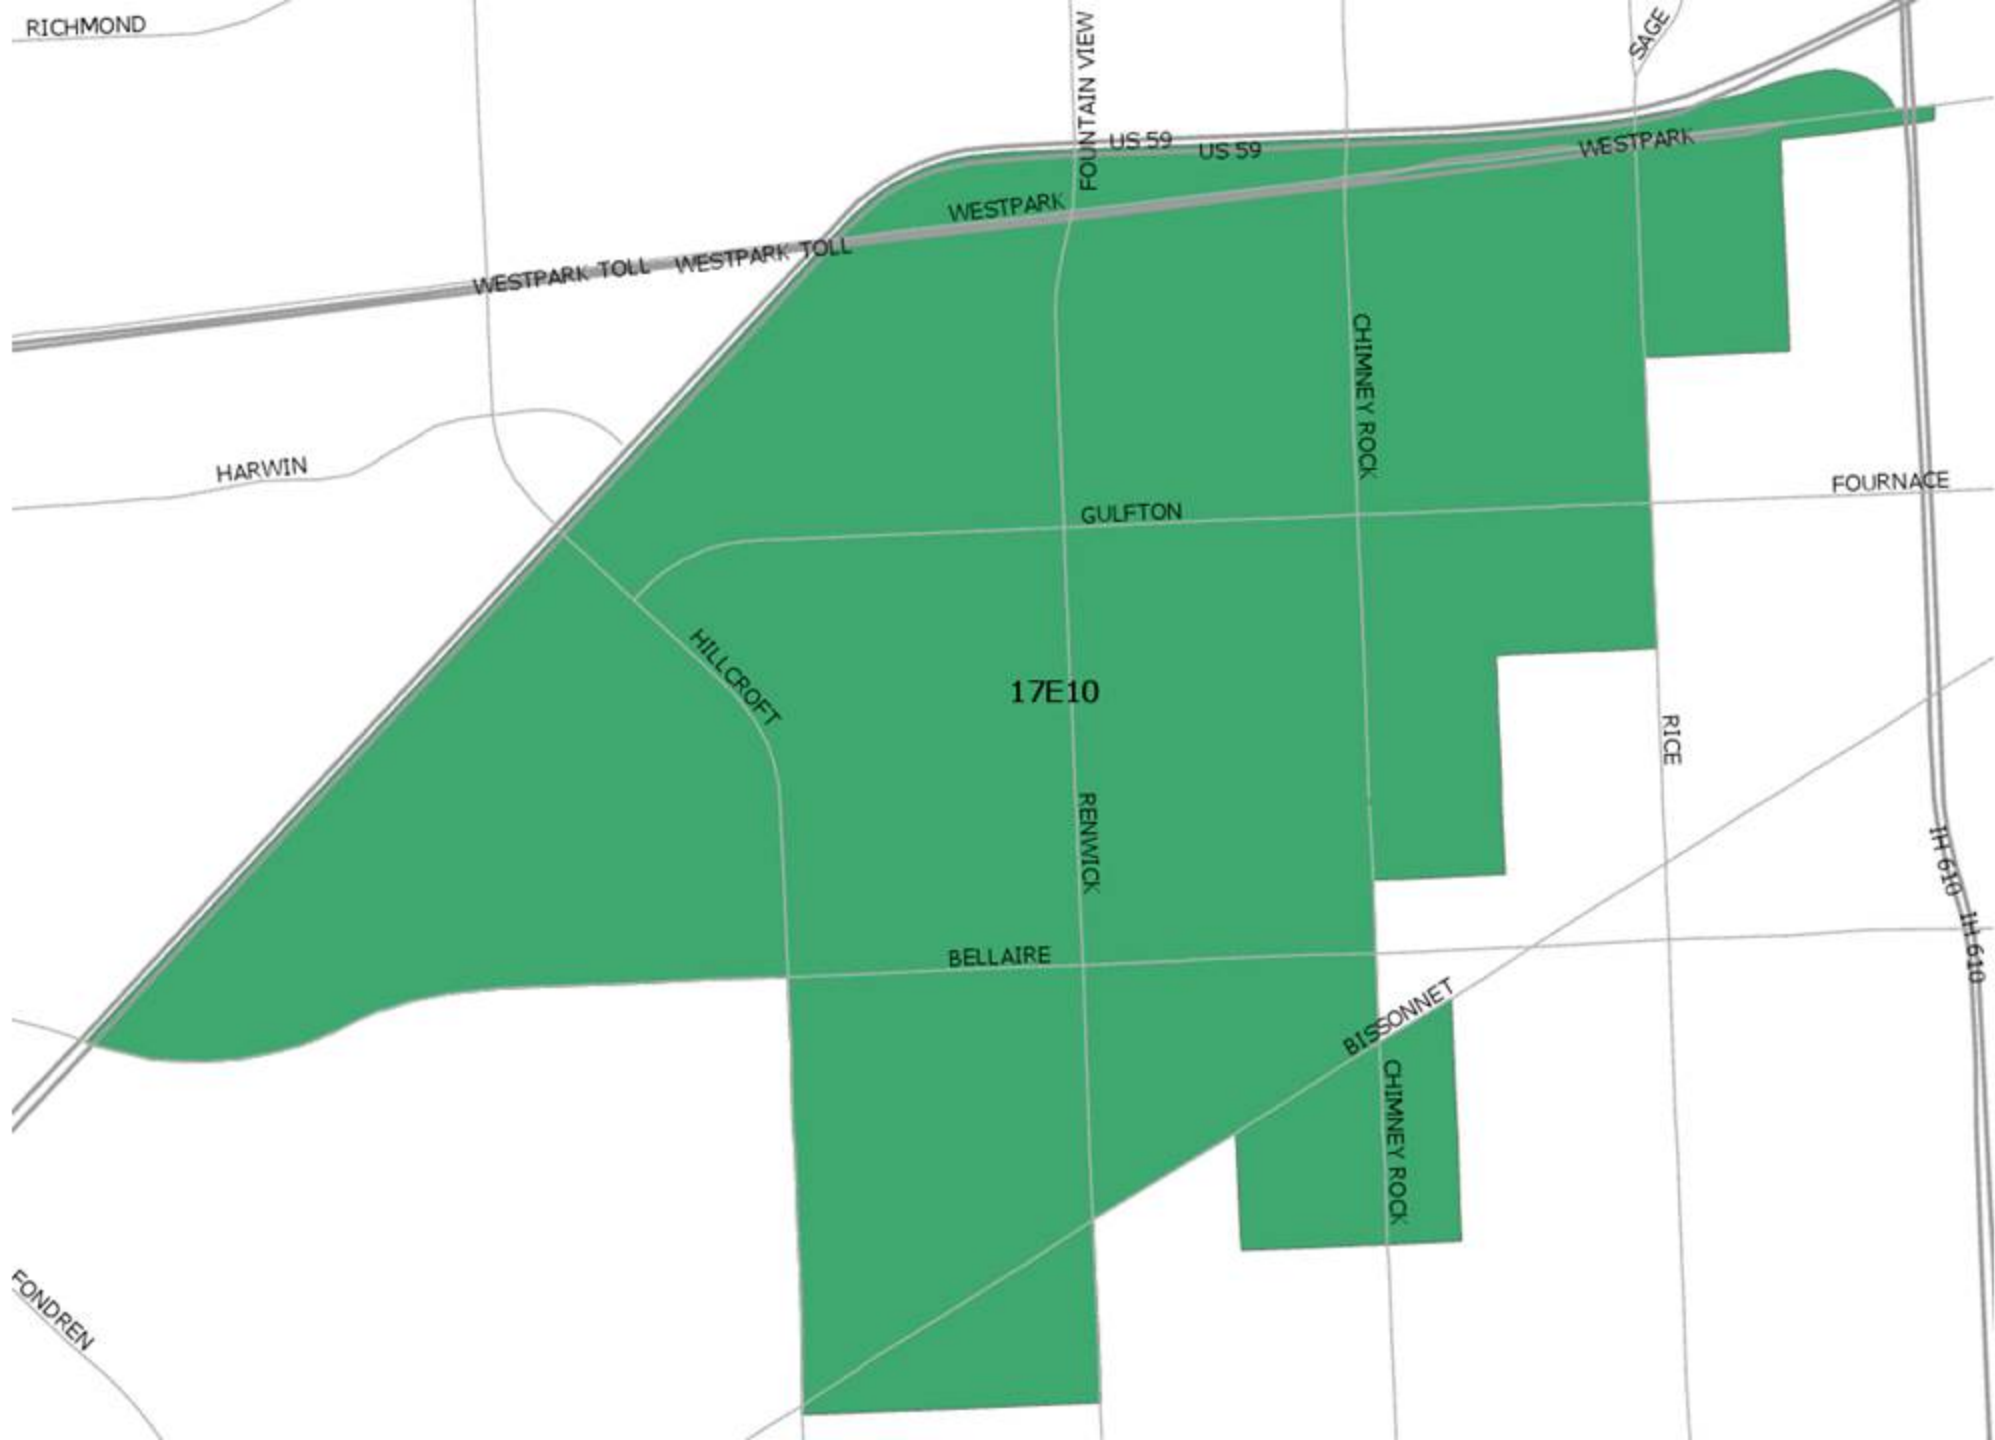 RICHMOND
FOUNTAIN VIEW
SAGE
US 59
US 59
WESTPARK
WESTPARK
WESTPARK TOLL
WESTPARK TOLL
CHIMNEY ROCK
HARWIN
FOURNACE
GULFTON
HILLCROFT
17E10
RICE
RENWICK
IH 610
IH 610
BELLAIRE
BISSONNET
CHIMNEY ROCK
FONDREN